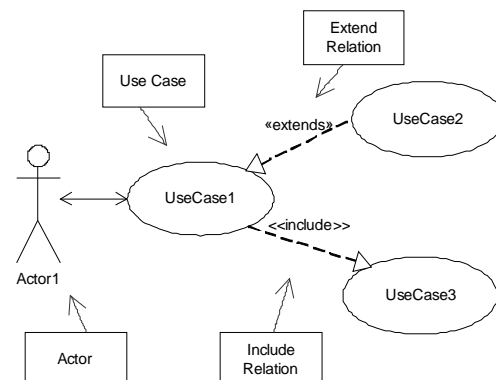 Extend
Relation
Use Case
«extends»
UseCase2
UseCase1
<<include>>
Actor1
UseCase3
Actor
Include
Relation